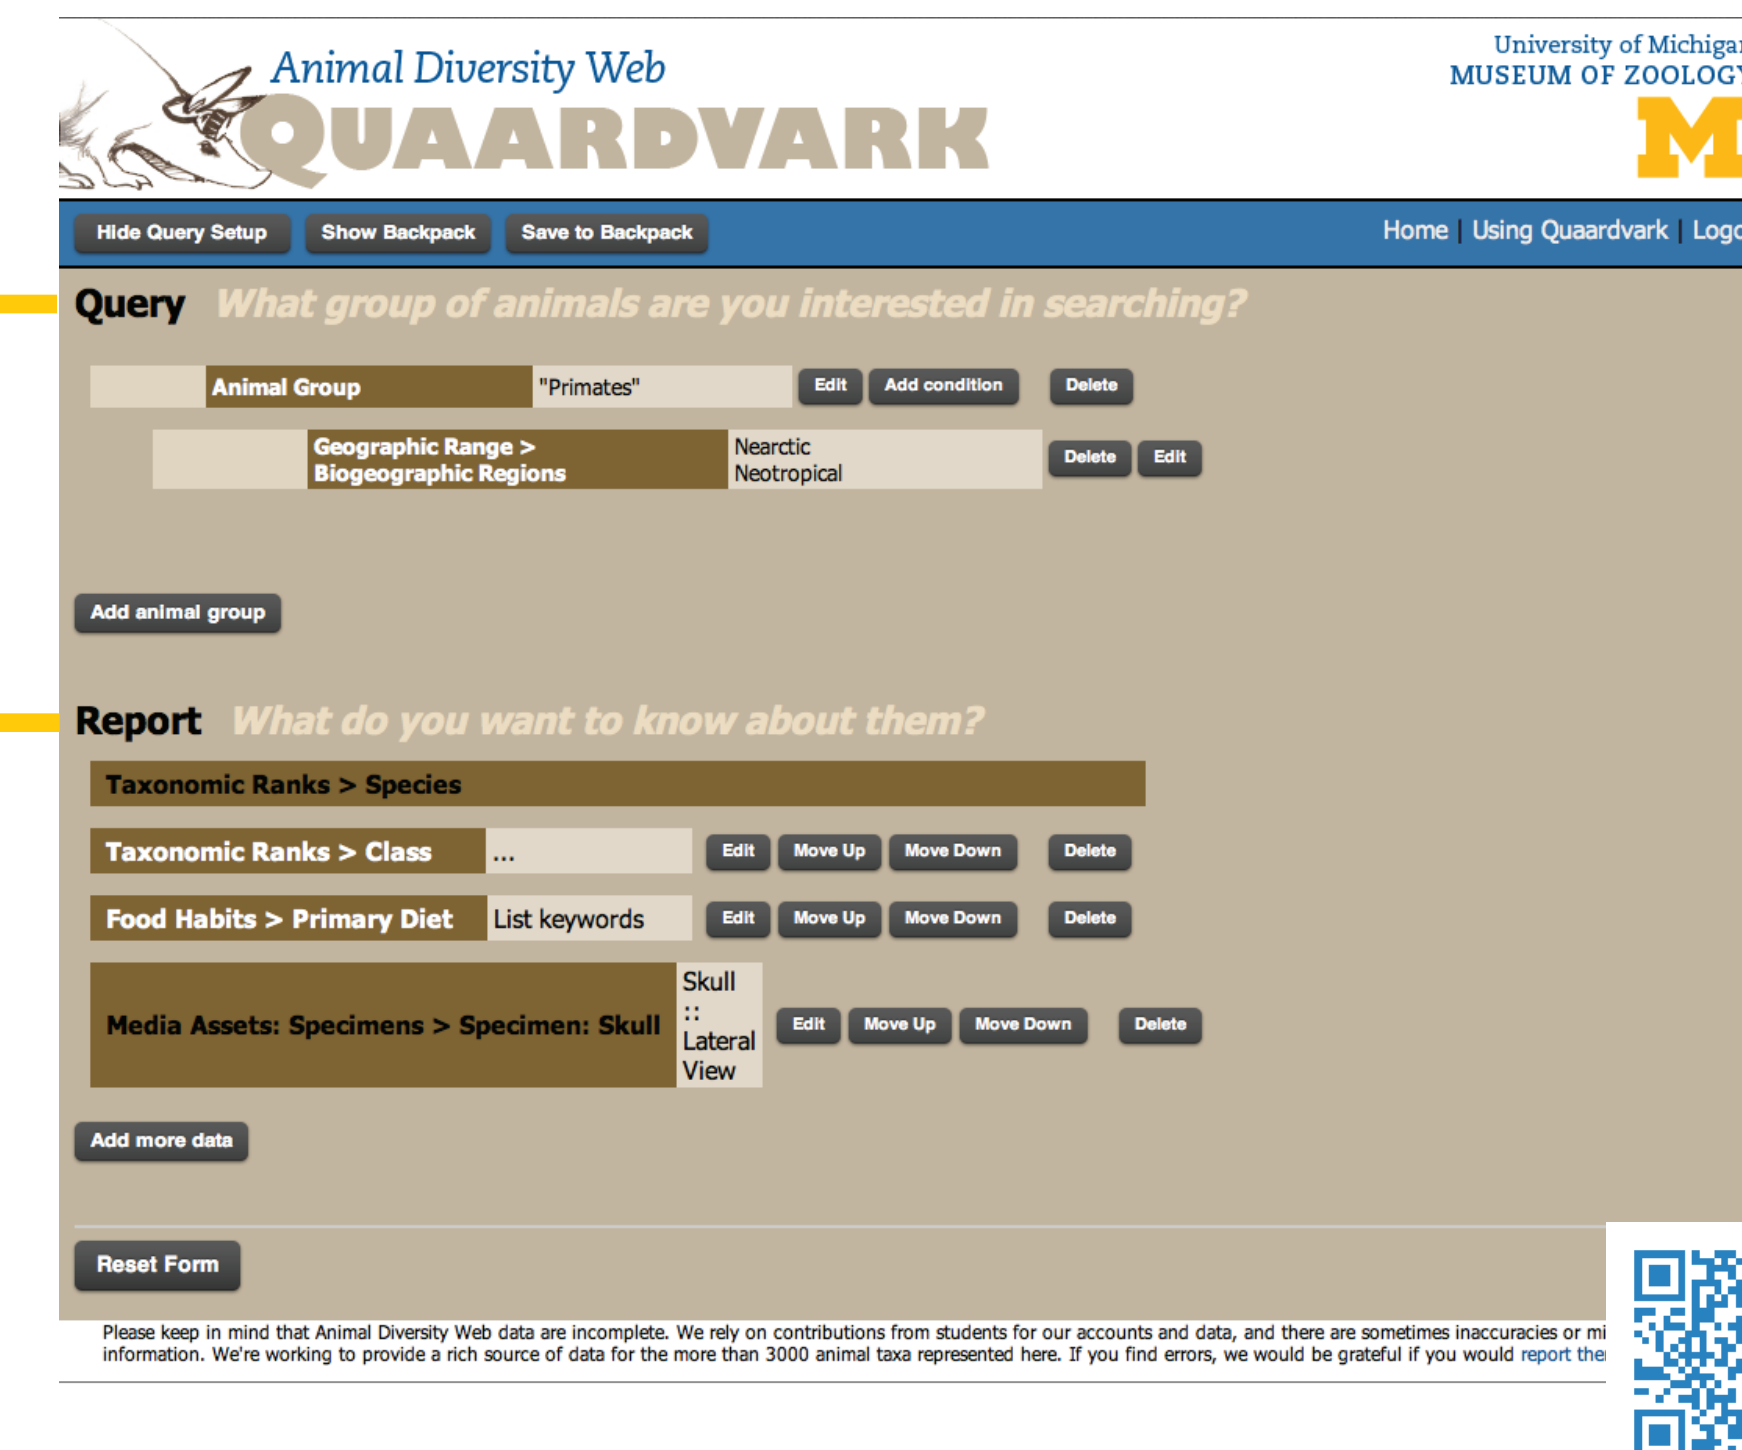 Animal Diversity Web
QUAARDVARK
University of Michigan
MUSEUM OF ZOOLOGY
M
Hide Query Setup Show Backpack Save to Backpack Home | Using Quaardvark |
Query What group of animals are you interested in searching?
Animal Group "Primates" Edit Add condition Delete
Geographic Range > Nearctic
Biogeographic Regions Neotropical Delete Edit
Add animal group
Report What do you want to know about them?
Taxonomic Ranks > Species
Taxonomic Ranks > Class ... Edit Move Up Move Down Delete
Food Habits > Primary Diet List keywords Edit Move Up Move Down Delete
Media Assets: Specimens > Specimen: Skull Skull
::
Lateral
View
Edit Move Up Move Down Delete
Add more data
Reset Form
Please keep in mind that Animal Diversity Web data are incomplete. We rely on contributions from students for our accounts and data, and there are sometimes inaccuracies or
information. We're working to provide a rich source of data for the more than 3000 animal taxa represented here. If you find errors, we would be grateful if you would report